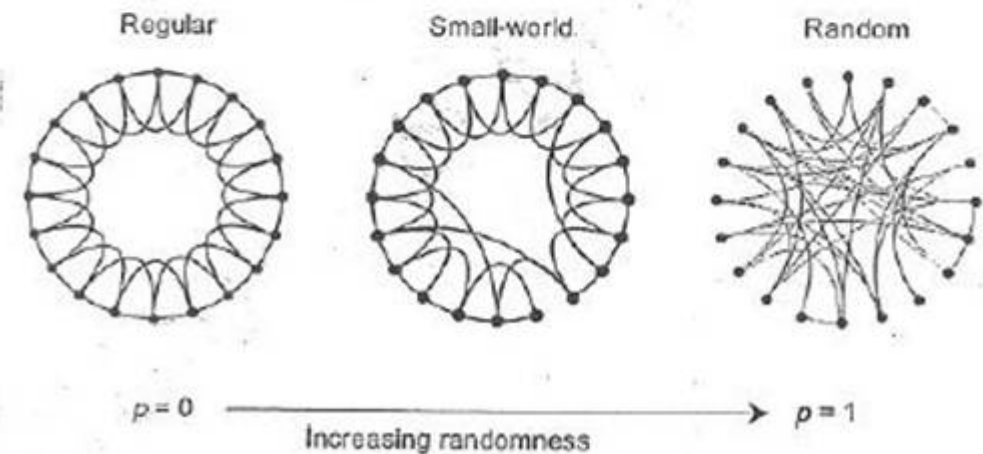 Regular
Small-world.
Random
p = 0
p = 1
Increasing randomness